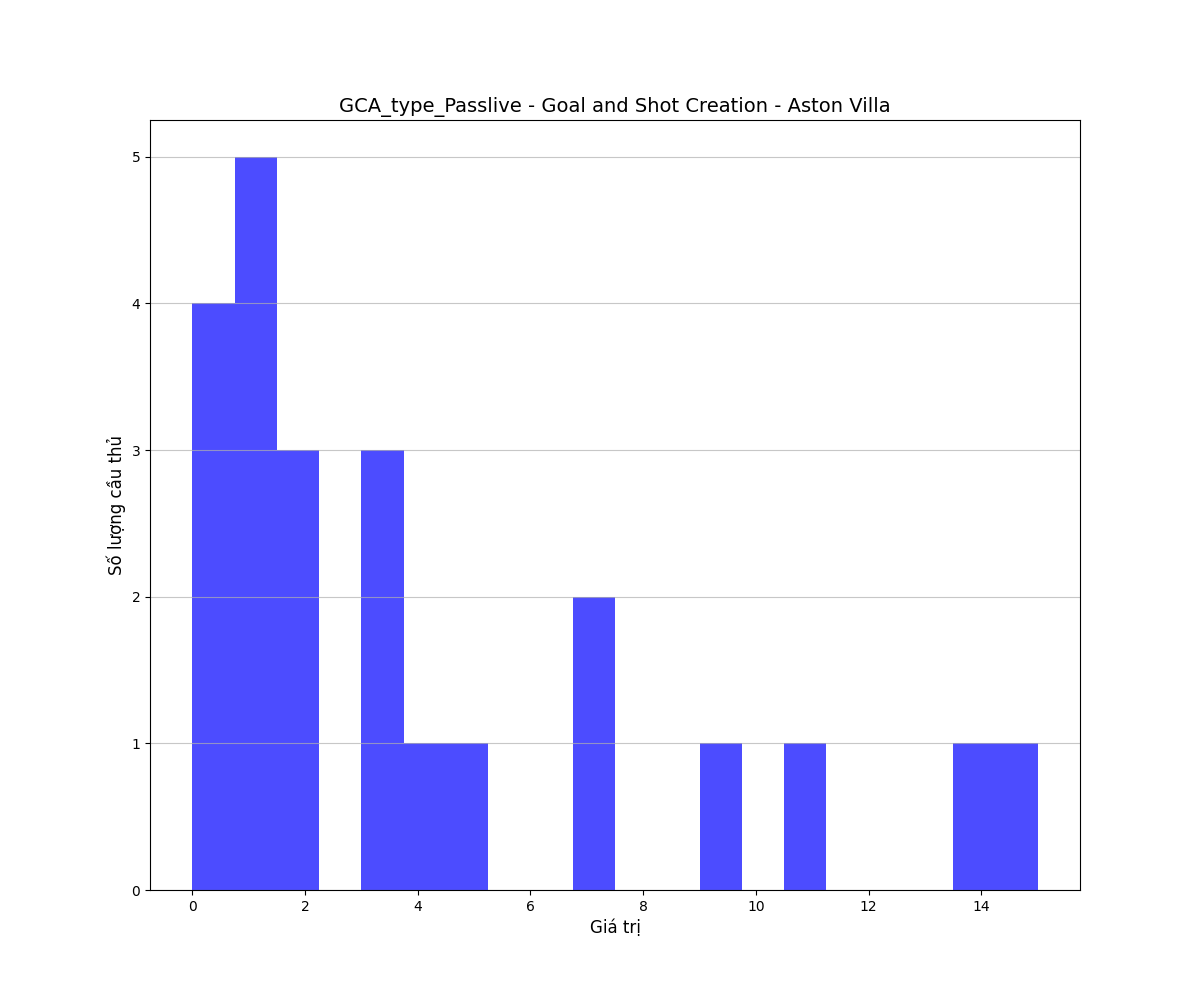 GCA_type_Passlive - Goal and Shot Creation - Aston Villa
Số lượng cầu thủ
5
4
3
2
1
0
0 2 4 6 8 10 12 14
Giá trị